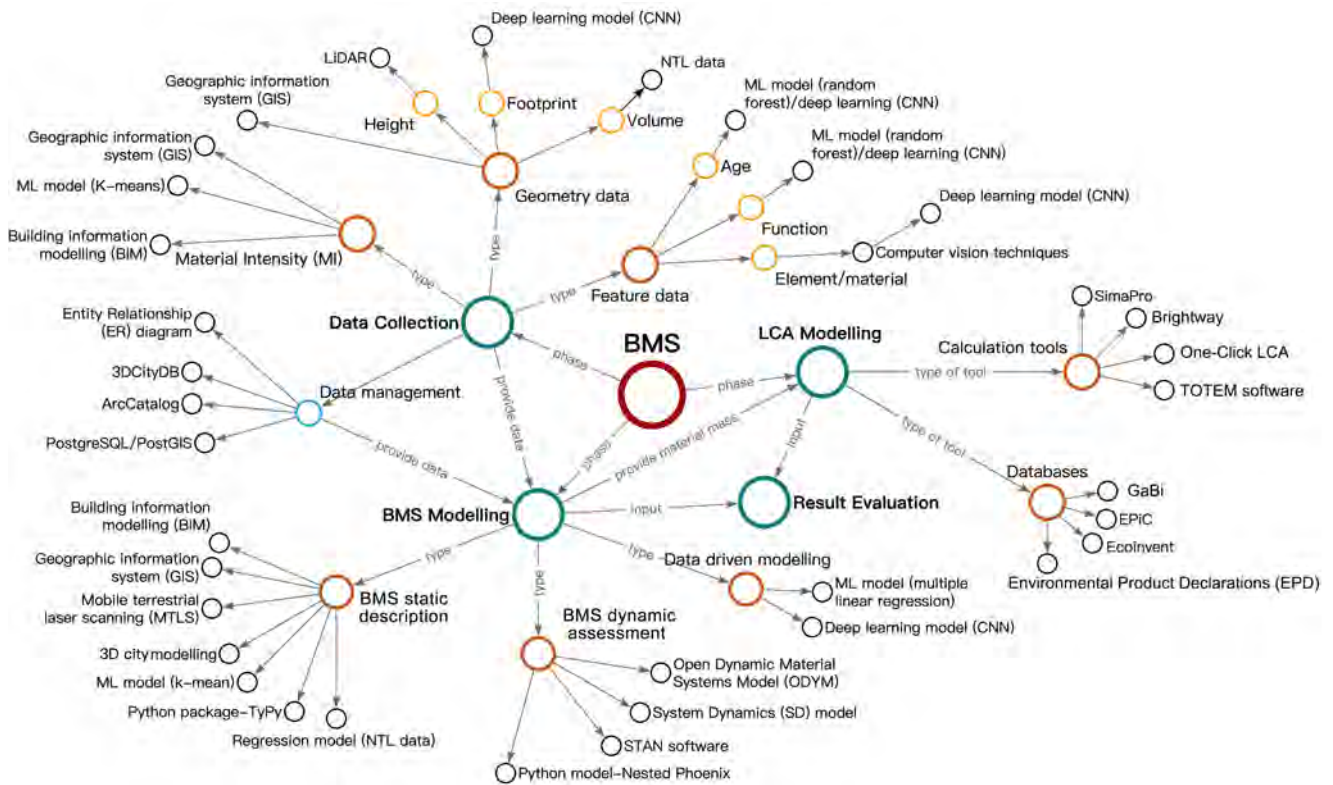 Deep learning model (CNN)
LiDAR
NTL data
Geographic information
system (GIS)
Footprint
Height
Volume
ML model (random
forest)/deep learning (CNN)
Geographic information
system (GIS)
ML model (random
forest)/deep learning (CNN)
Age
ML model (K-means)
Geometry data
Deep learning model (CNN)
Function
Building information
modelling (BIM)
Material Intensity (MI)
type
type
Computer vision techniques
Element/material
type
Feature data
Entity Relationship
(ER) diagram
Data Collection
BMS
LCA Modelling
SimaPro
Brightway
Calculation tools
One-Click LCA
3DCityDB
phase
phase
type of tool
Data management
TOTEM software
ArcCatalog
PostgreSQL/PostGIS
provide data
provide data
phase
provide material mass
input
type of tool
Databases
GaBi
BMS Modelling
input
Result Evaluation
EPiC
Building information
modelling (BIM)
Ecoinvent
type
type
type
Data driven modelling
Environmental Product Declarations (EPD)
Geographic information
system (GIS)
ML model (multiple
linear regression)
Mobile terrestrial
laser scanning (MTLS)
BMS static
description
BMS dynamic
assessment
Deep learning model (CNN)
3D citymodelling
Open Dynamic Material
Systems Model (ODYM)
ML model (k-mean)
Python package-TyPy
System Dynamics (SD) model
Regression model (NTL data)
STAN software
Python model-Nested Phoenix